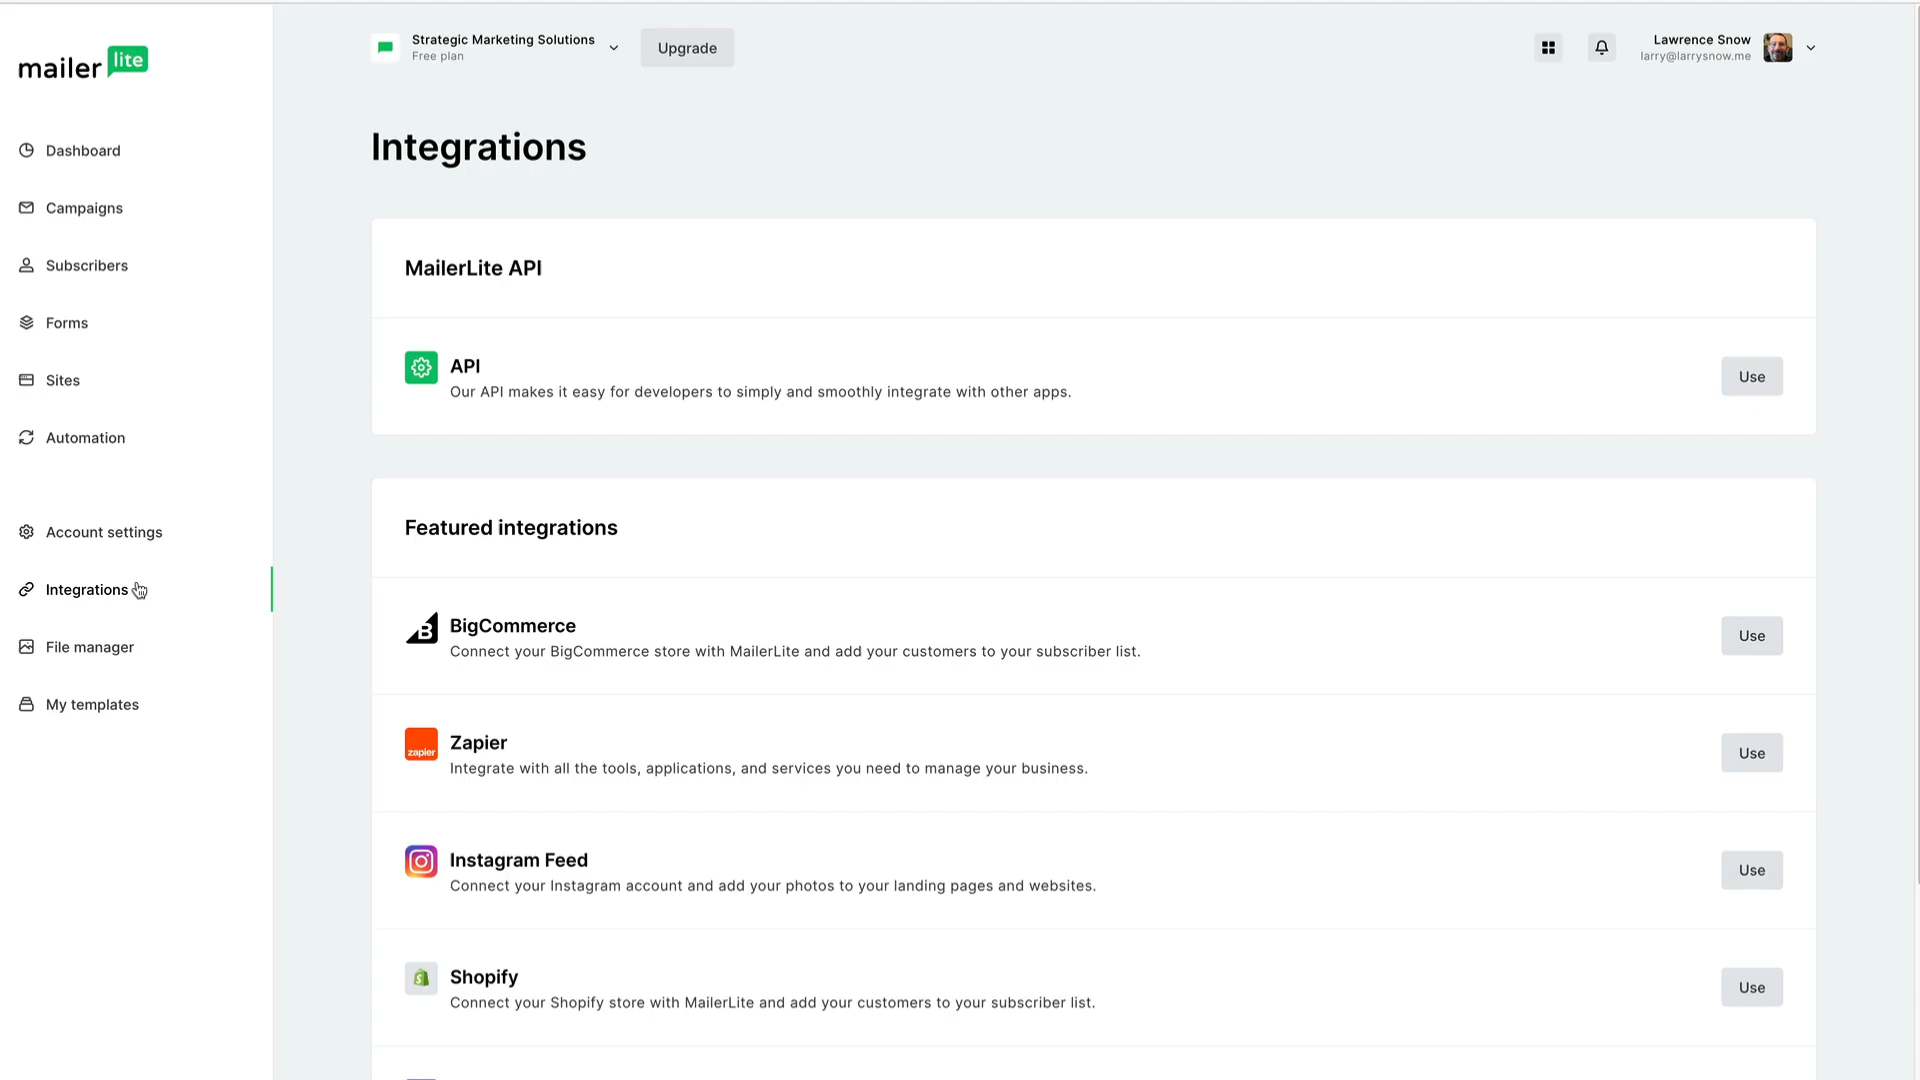 mailer lite
Dashboard
Campaigns
Subscribers
Forms
Sites
Automation
Account settings
Integrations
File manager
My templates
Strategic Marketing Solutions
Free plan
Upgrade
Lawrence Snow
larry@larrysnow.me
Integrations
MailerLite API
API
Our API makes it easy for developers to simply and smoothly integrate with other apps.
Use
Featured integrations
BigCommerce
Connect your BigCommerce store with MailerLite and add your customers to your subscriber list.
Use
zapier
Zapier
Integrate with all the tools, applications, and services you need to manage your business.
Use
Instagram Feed
Connect your Instagram account and add your photos to your landing pages and websites.
Use
Shopify
Connect your Shopify store with MailerLite and add your customers to your subscriber list.
Use